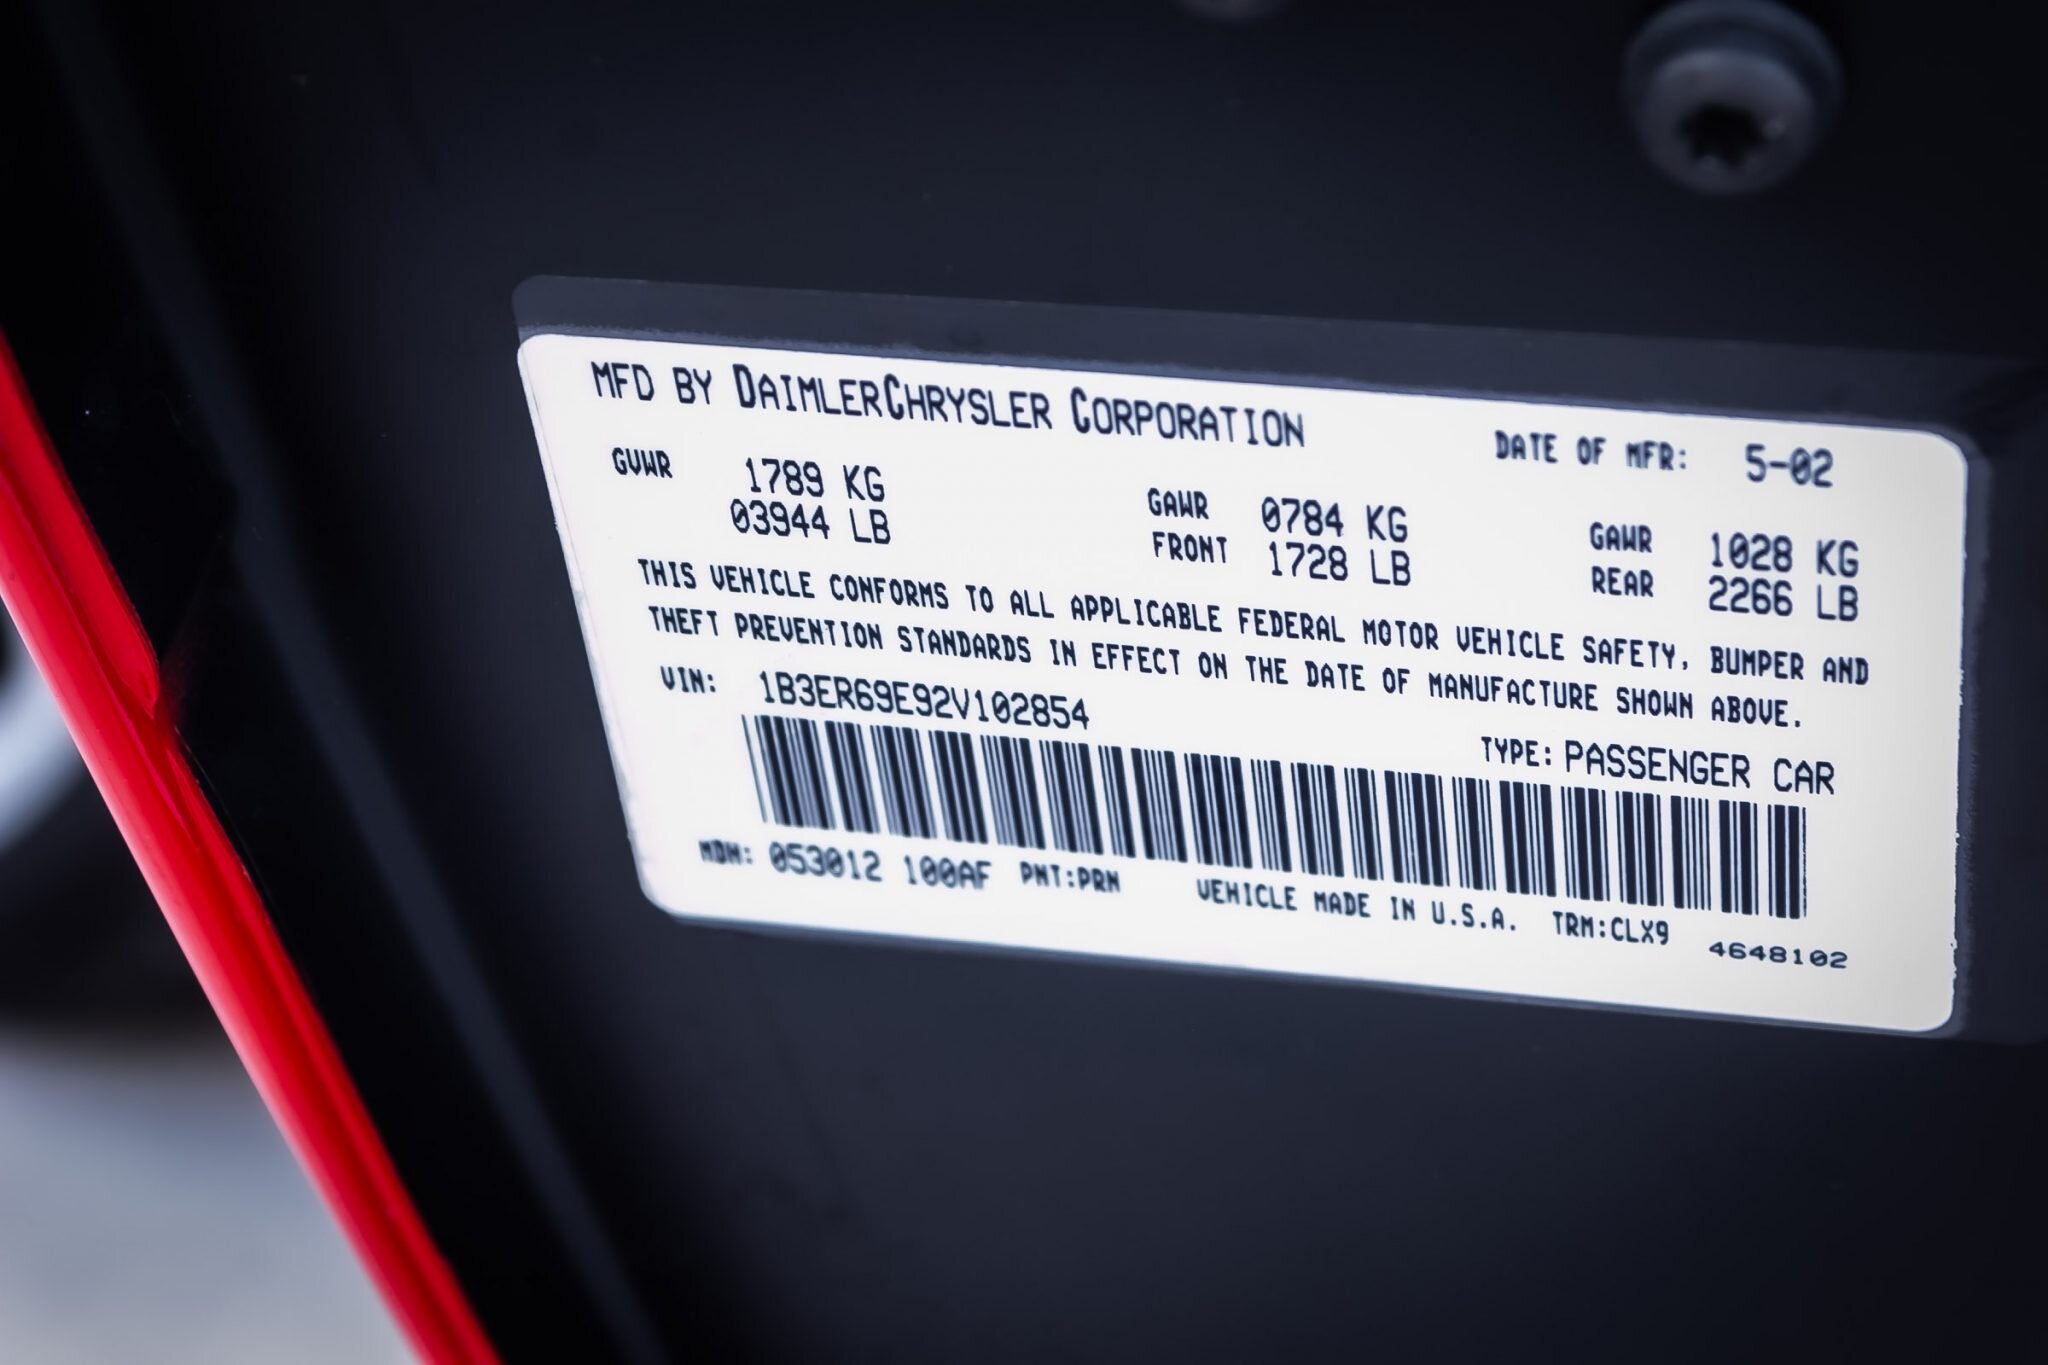 MFD BY DAIMLERCHRYSLER CORPORATION DATE OF MFR: 5-02
GVWR 1789 KG GAWR 0784 KG GAWR 1028 KG
03944 LB FRONT 1728 LB REAR 2266 LB
THIS VEHICLE CONFORMS TO ALL APPLICABLE FEDERAL MOTOR VEHICLE SAFETY, BUMPER AND
THEFT PREVENTION STANDARDS IN EFFECT ON THE DATE OF MANUFACTURE SHOWN ABOVE.
VIN: 1B3ER69E92V102854 TYPE: PASSENGER CAR
MDH: 053012 100AF PNT:PRN VEHICLE MADE IN U.S.A. TRM:CLX9 4648102